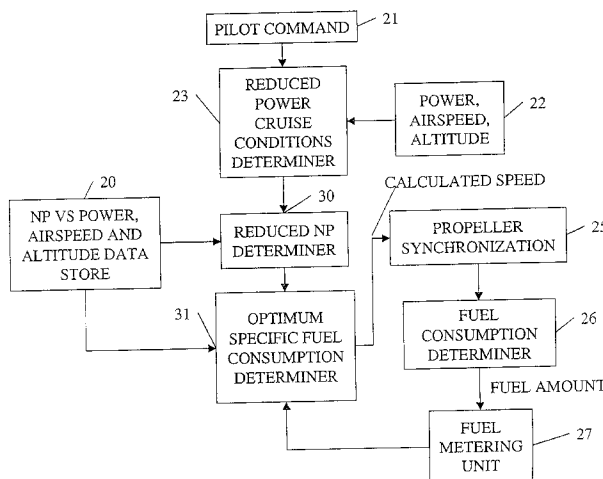 PILOT COMMAND
21
23
REDUCED
POWER
CRUISE
CONDITIONS
DETERMINER
POWER,
AIRSPEED,
ALTITUDE
22
20
NP VS POWER,
AIRSPEED AND
ALTITUDE DATA
STORE
30
REDUCED NP
DETERMINER
CALCULATED SPEED
PROPELLER
SYNCHRONIZATION
25
31
OPTIMUM
SPECIFIC FUEL
CONSUMPTION
DETERMINER
FUEL
CONSUMPTION
DETERMINER
26
FUEL AMOUNT
FUEL
METERING
UNIT
27